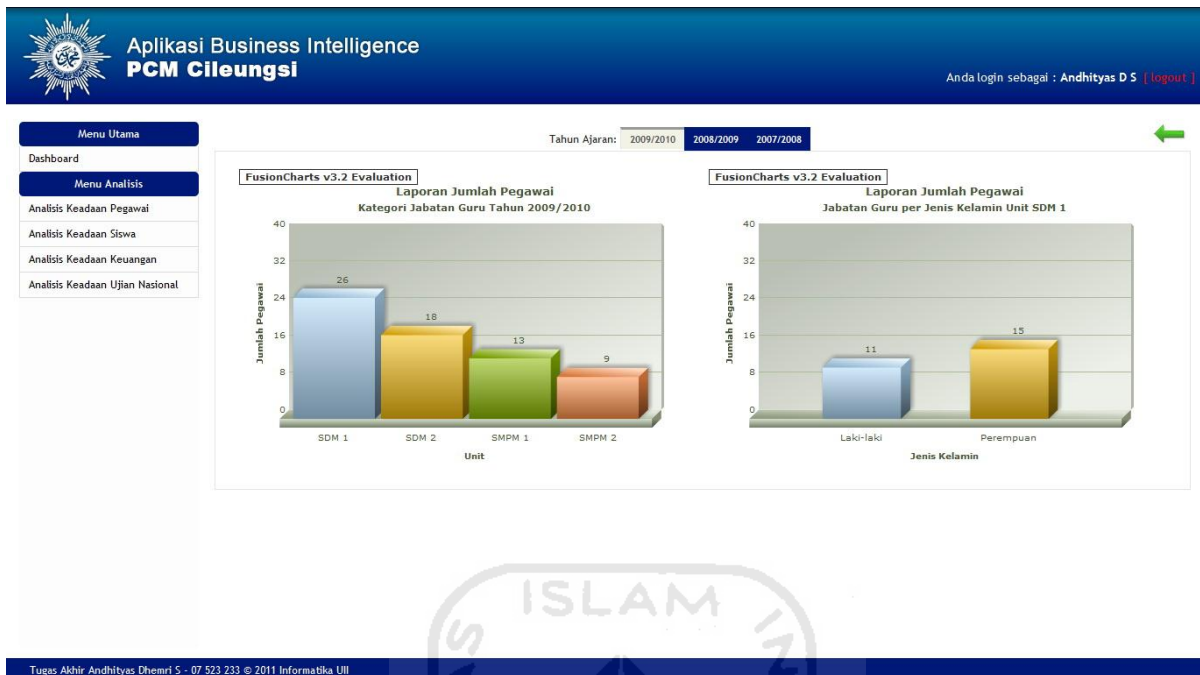 Aplikasi Business Intelligence
PCM Cileungsi
Anda login sebagai : Andhityas D S [ logout ]
Menu Utama
Dashboard
Menu Analisis
Analisis Keadaan Pegawai
Analisis Keadaan Siswa
Analisis Keadaan Keuangan
Analisis Keadaan Ujian Nasional
Tahun Ajaran: 2009/2010 2008/2009 2007/2008
FusionCharts v3.2 Evaluation
Laporan Jumlah Pegawai
Kategori Jabatan Guru Tahun 2009/2010
Jumlah Pegawai
40
32
24
16
8
0
26
18
13
9
SDM 1 SDM 2 SMPM 1 SMPM 2
Unit
FusionCharts v3.2 Evaluation
Laporan Jumlah Pegawai
Jabatan Guru per Jenis Kelamin Unit SDM 1
Jumlah Pegawai
40
32
24
16
8
0
11
15
Laki-laki Perempuan
Jenis Kelamin
ISLAM
Tugas Akhir Andhityas Dhemri S - 07 523 233 © 2011 Informatika UII